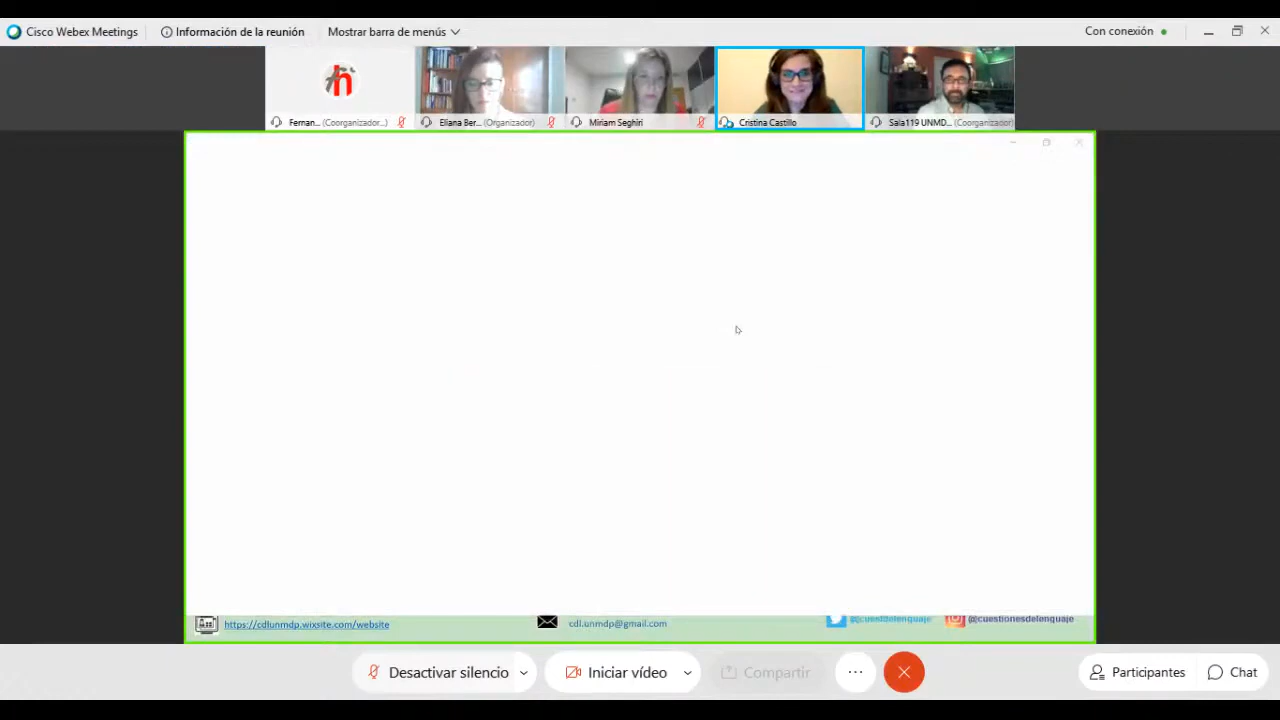 Cisco Webex Meetings
Información de la reunión
Mostrar barra de menús
Con conexión
h
Fernan... (Coorganizador...)
Eliana Ber... (Organizador)
Miriam Seghiri
Cristina Castillo
Sala119 UNMD... (Coorganizador)
https://cdlunmdp.wixsite.com/website
cdl.unmdp@gmail.com
@cuestdelenguaje
@cuestionesdelenguaje
Desactivar silencio
Iniciar vídeo
Compartir
Participantes
Chat